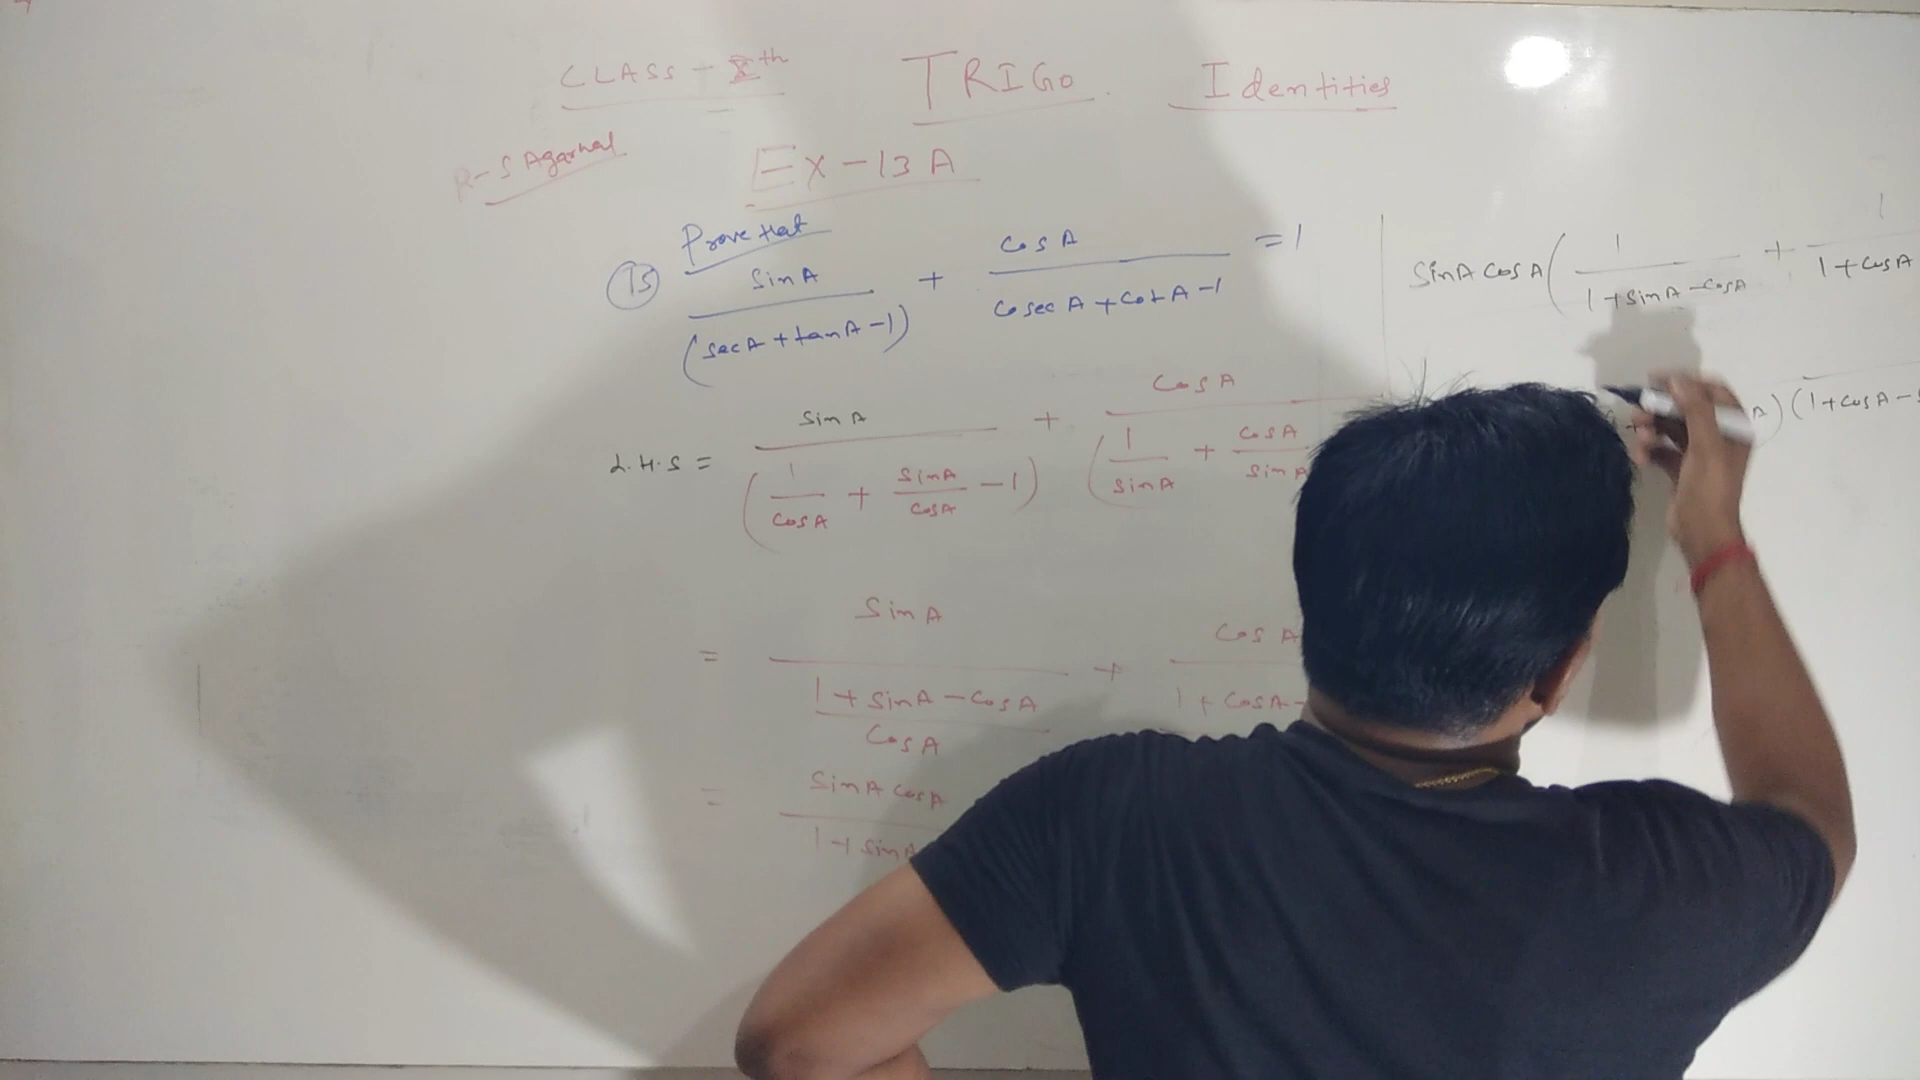 CLASS - Xth TRIGO Identities
R-S Agarwal
EX - 13 A
Prove that
(15) SinA / (secA + tanA - 1) + CosA / CosecA + CotA - 1 = 1
L.H.S = SinA / (1/CosA + SinA/CosA - 1) + CosA / (1/SinA + CosA/SinA
= SinA / (1 + SinA - CosA / CosA) + CosA / 1 + CosA -
= SinA CosA / 1 + SinA
SinA CosA ( 1 / 1 + SinA - CosA + 1 / 1 + CosA
A) (1 + CosA -